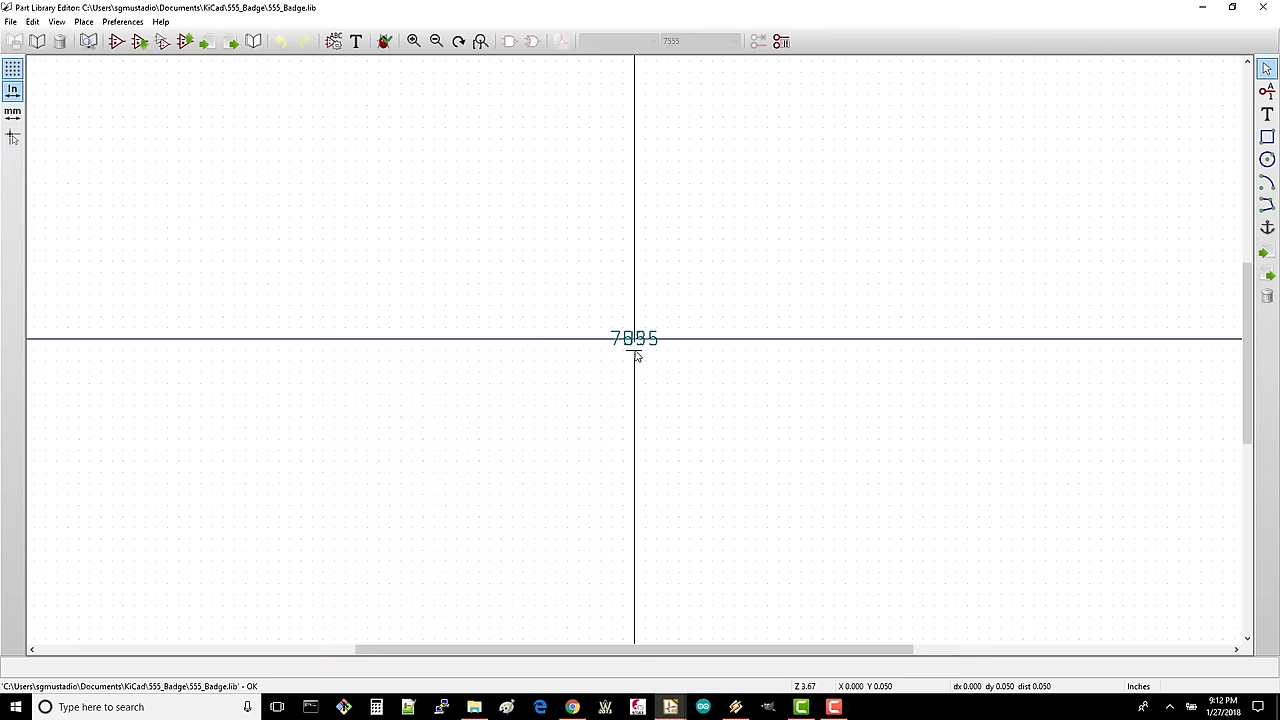 Part Library Editor: C:\Users\sgmustadio\Documents\KiCad\555_Badge\555_Badge.lib
File Edit View Place Preferences Help
7555
In
mm
'C:\Users\sgmustadio\Documents\KiCad\555_Badge\555_Badge.lib' - OK
Z 3.67
X 0.000 Y 0.050
dx 0.000 dy 0.050 dist 0.050
Inches
Type here to search
9:12 PM
1/27/2018